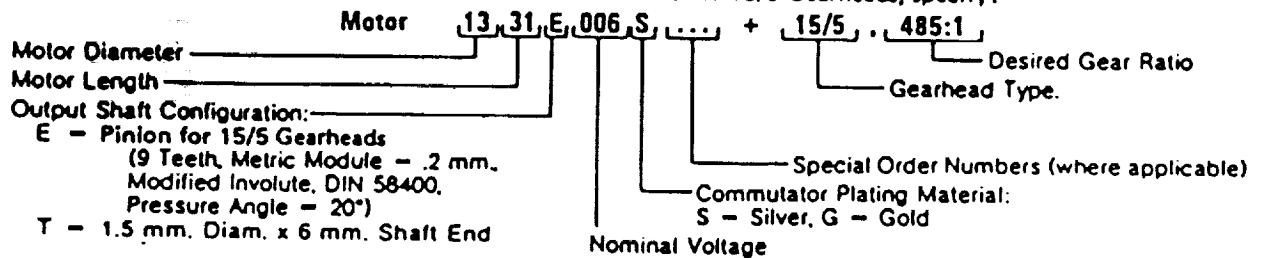 Gearheads, specify:
Motor 13 31 E 006 S ... + 15/5 . 485:1
Motor Diameter
Desired Gear Ratio
Motor Length
Gearhead Type.
Output Shaft Configuration:
E – Pinion for 15/5 Gearheads
(9 Teeth, Metric Module – .2 mm.,
Modified Involute, DIN 58400,
Pressure Angle – 20°)
T – 1.5 mm. Diam. x 6 mm. Shaft End
Special Order Numbers (where applicable)
Commutator Plating Material:
S – Silver, G – Gold
Nominal Voltage